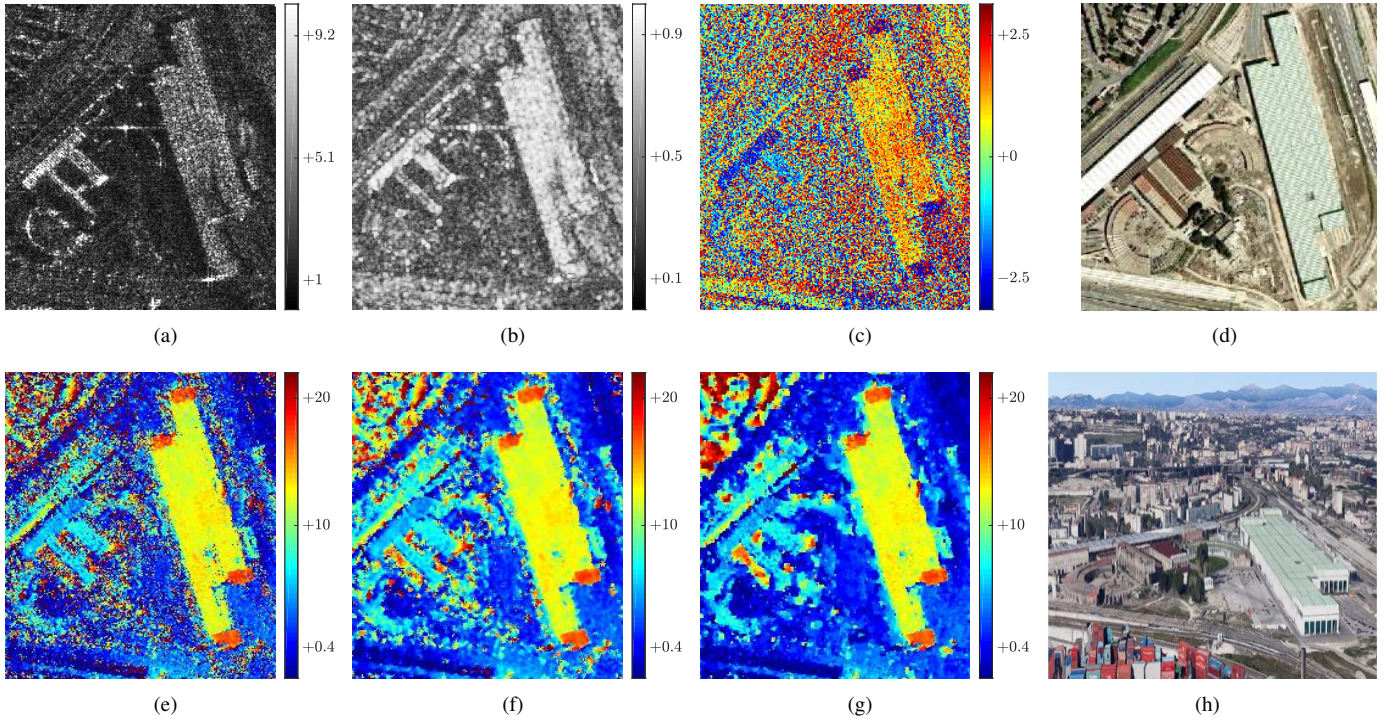 +9.2
+5.1
+1
+0.9
+0.5
+0.1
+2.5
+0
−2.5
(a)
(b)
(c)
(d)
+20
+10
+0.4
+20
+10
+0.4
+20
+10
+0.4
(e)
(f)
(g)
(h)